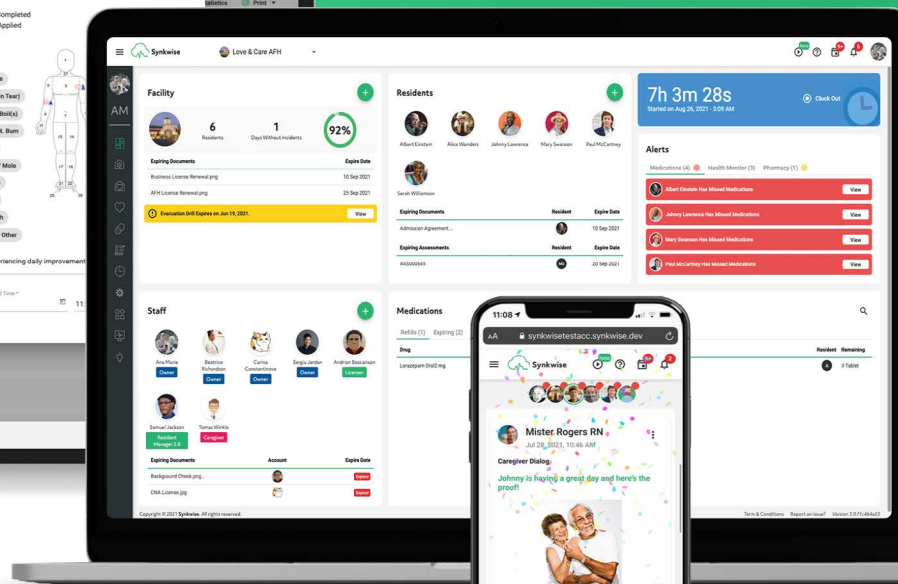 Print
Completed
Applied
n Tear)
Boil(s)
Burn
Mole
Other
11:
Synkwise
Love & Care AFH
New
9+
6
AM
Facility
6
Residents
1
Days Without Incidents
92%
Expiring Documents Expire Date
Business License Renewal.png 10 Sep 2021
AFH License Renewal.png 25 Sep 2021
Evacuation Drill Expires on Jun 19, 2021. View
Residents
Albert Einstein Alice Wonders Johnny Lawrence Mary Swanson Paul McCartney
Sarah Williamson
Expiring Documents Resident Expire Date
Admission Agreement... 10 Sep 2021
Expiring Assessments Resident Expire Date
#AS000645 20 Sep 2021
7h 3m 28s
Started on Aug 26, 2021 - 3:09 AM
Clock Out
Alerts
Medications (4) Health Monitor (3) Pharmacy (1)
Albert Einstein Has Missed Medications View
Johnny Lawrence Has Missed Medications View
Mary Swanson Has Missed Medications View
Paul McCartney Has Missed Medications View
Staff
Ana Marie
Owner
Beatrice Richardson
Owner
Carina Constantinova
Owner
Sergiu Jardan
Owner
Andrian Boscanean
Licensor
Samuel Jackson
Resident Manager 2.0
Tomas Winkle
Caregiver
Expiring Documents Account Expire Date
Background Check.png.. Expired
CNA License.jpg Expired
Medications
Refills (1) Expiring (2)
Drug Resident Remaining
Lorazepam Oral2 mg A 3 Tablet
Copyright © 2021 Synkwise. All rights reserved.
Term & Conditions Report an Issue?
11:08
AA synkwisetestacc.synkwise.dev
Synkwise
New
9+
2
Mister Rogers RN
Jul 28, 2021, 10:46 AM
Caregiver Dialog
Johnny is having a great day and here's the
proof!